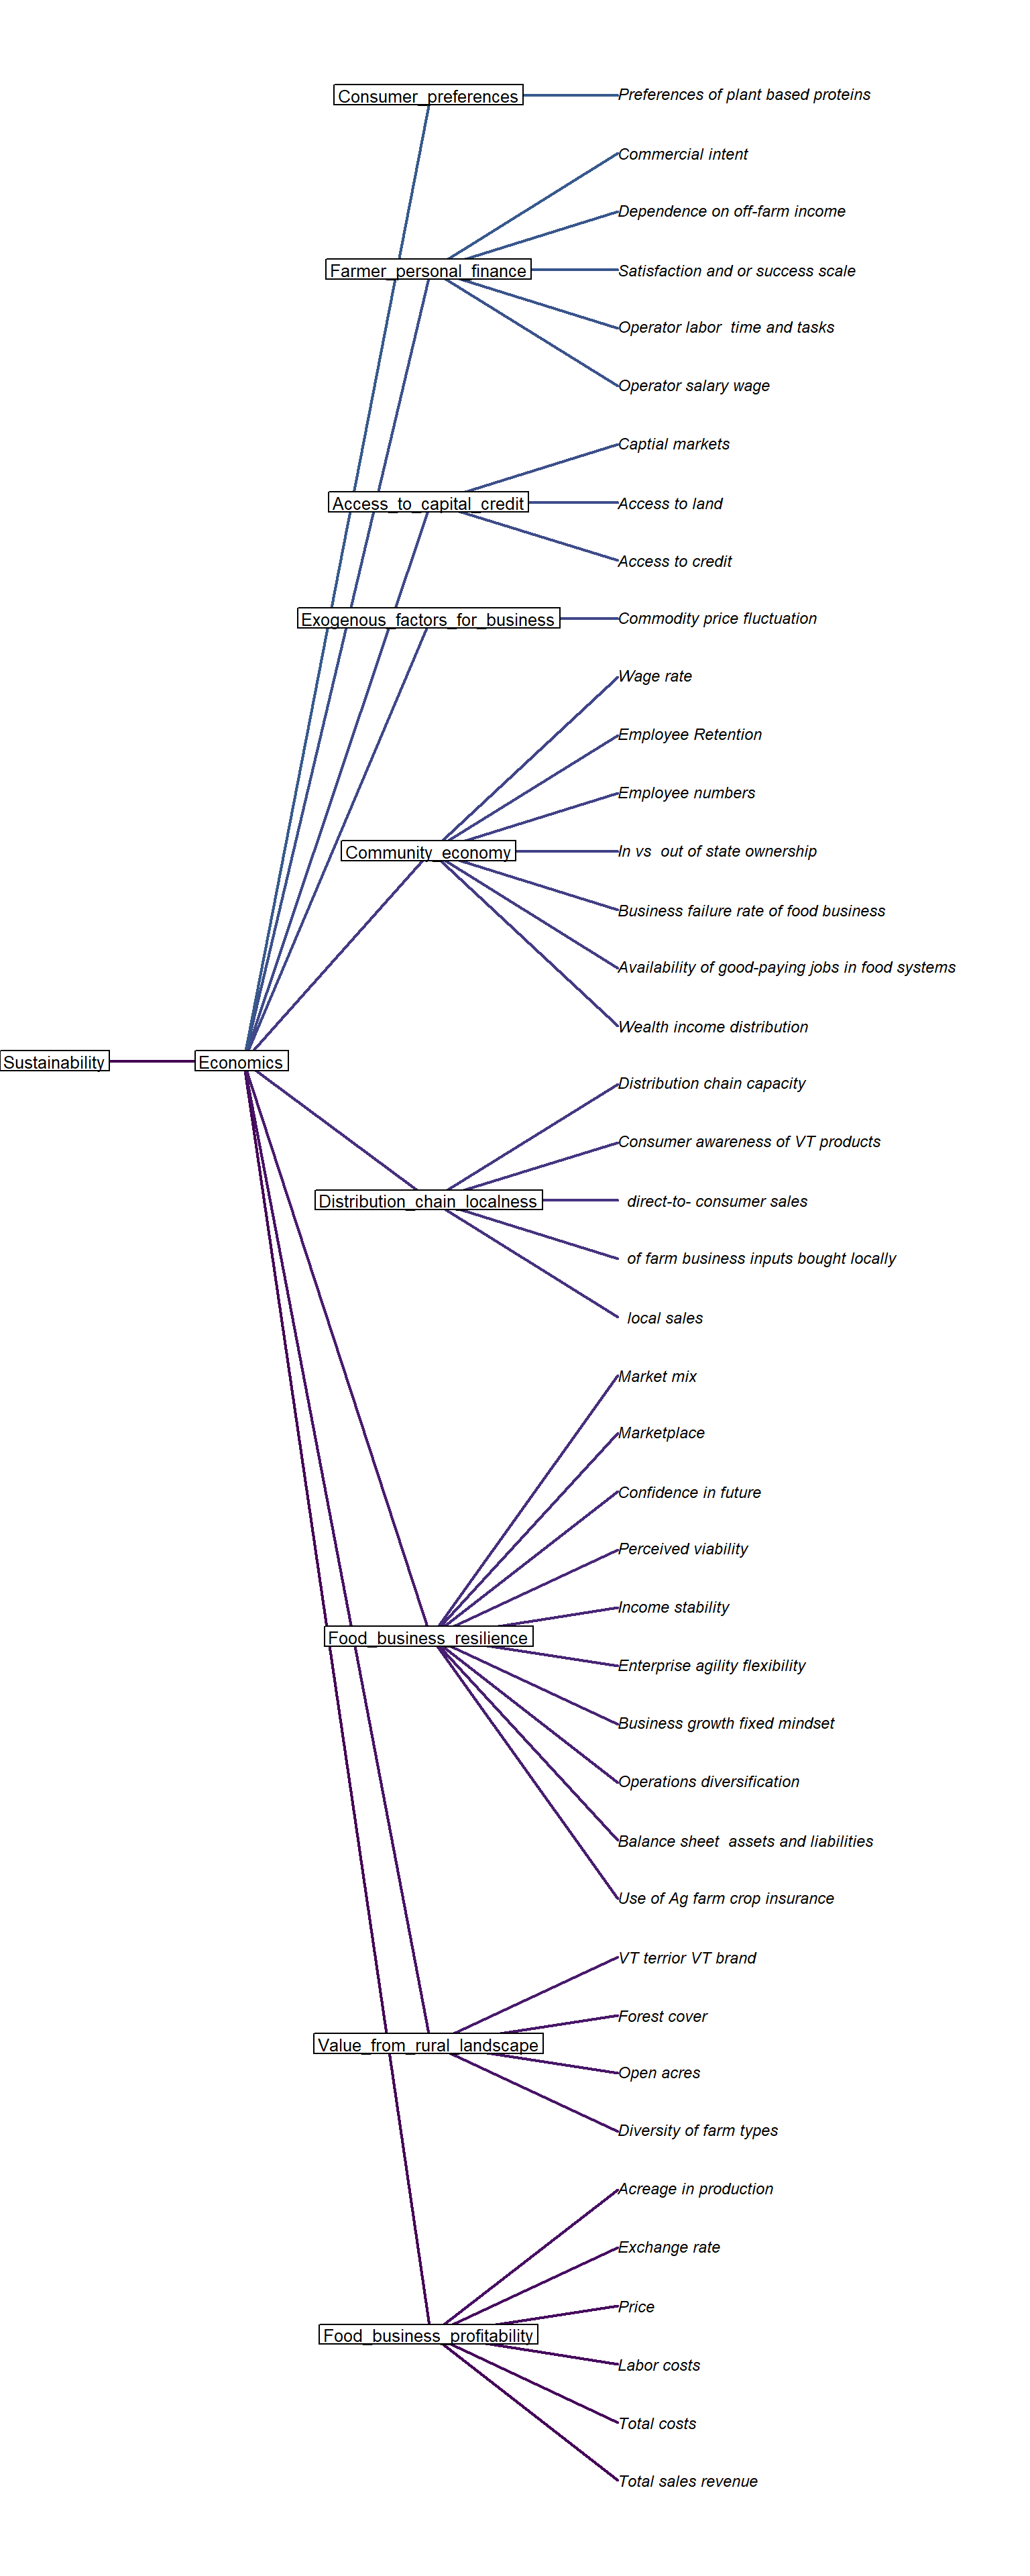 Consumer_preferences
Preferences of plant based proteins
Commercial intent
Dependence on off-farm income
Farmer_personal_finance
Satisfaction and or success scale
Operator labor  time and tasks
Operator salary wage
Captial markets
Access_to_capital_credit
Access to land
Access to credit
Exogenous_factors_for_business
Commodity price fluctuation
Wage rate
Employee Retention
Employee numbers
Community_economy
In vs  out of state ownership
Business failure rate of food business
Availability of good-paying jobs in food systems
Wealth income distribution
Sustainability
Economics
Distribution chain capacity
Consumer awareness of VT products
Distribution_chain_localness
direct-to- consumer sales
of farm business inputs bought locally
local sales
Market mix
Marketplace
Confidence in future
Perceived viability
Income stability
Food_business_resilience
Enterprise agility flexibility
Business growth fixed mindset
Operations diversification
Balance sheet  assets and liabilities
Use of Ag farm crop insurance
VT terrior VT brand
Forest cover
Value_from_rural_landscape
Open acres
Diversity of farm types
Acreage in production
Exchange rate
Price
Food_business_profitability
Labor costs
Total costs
Total sales revenue